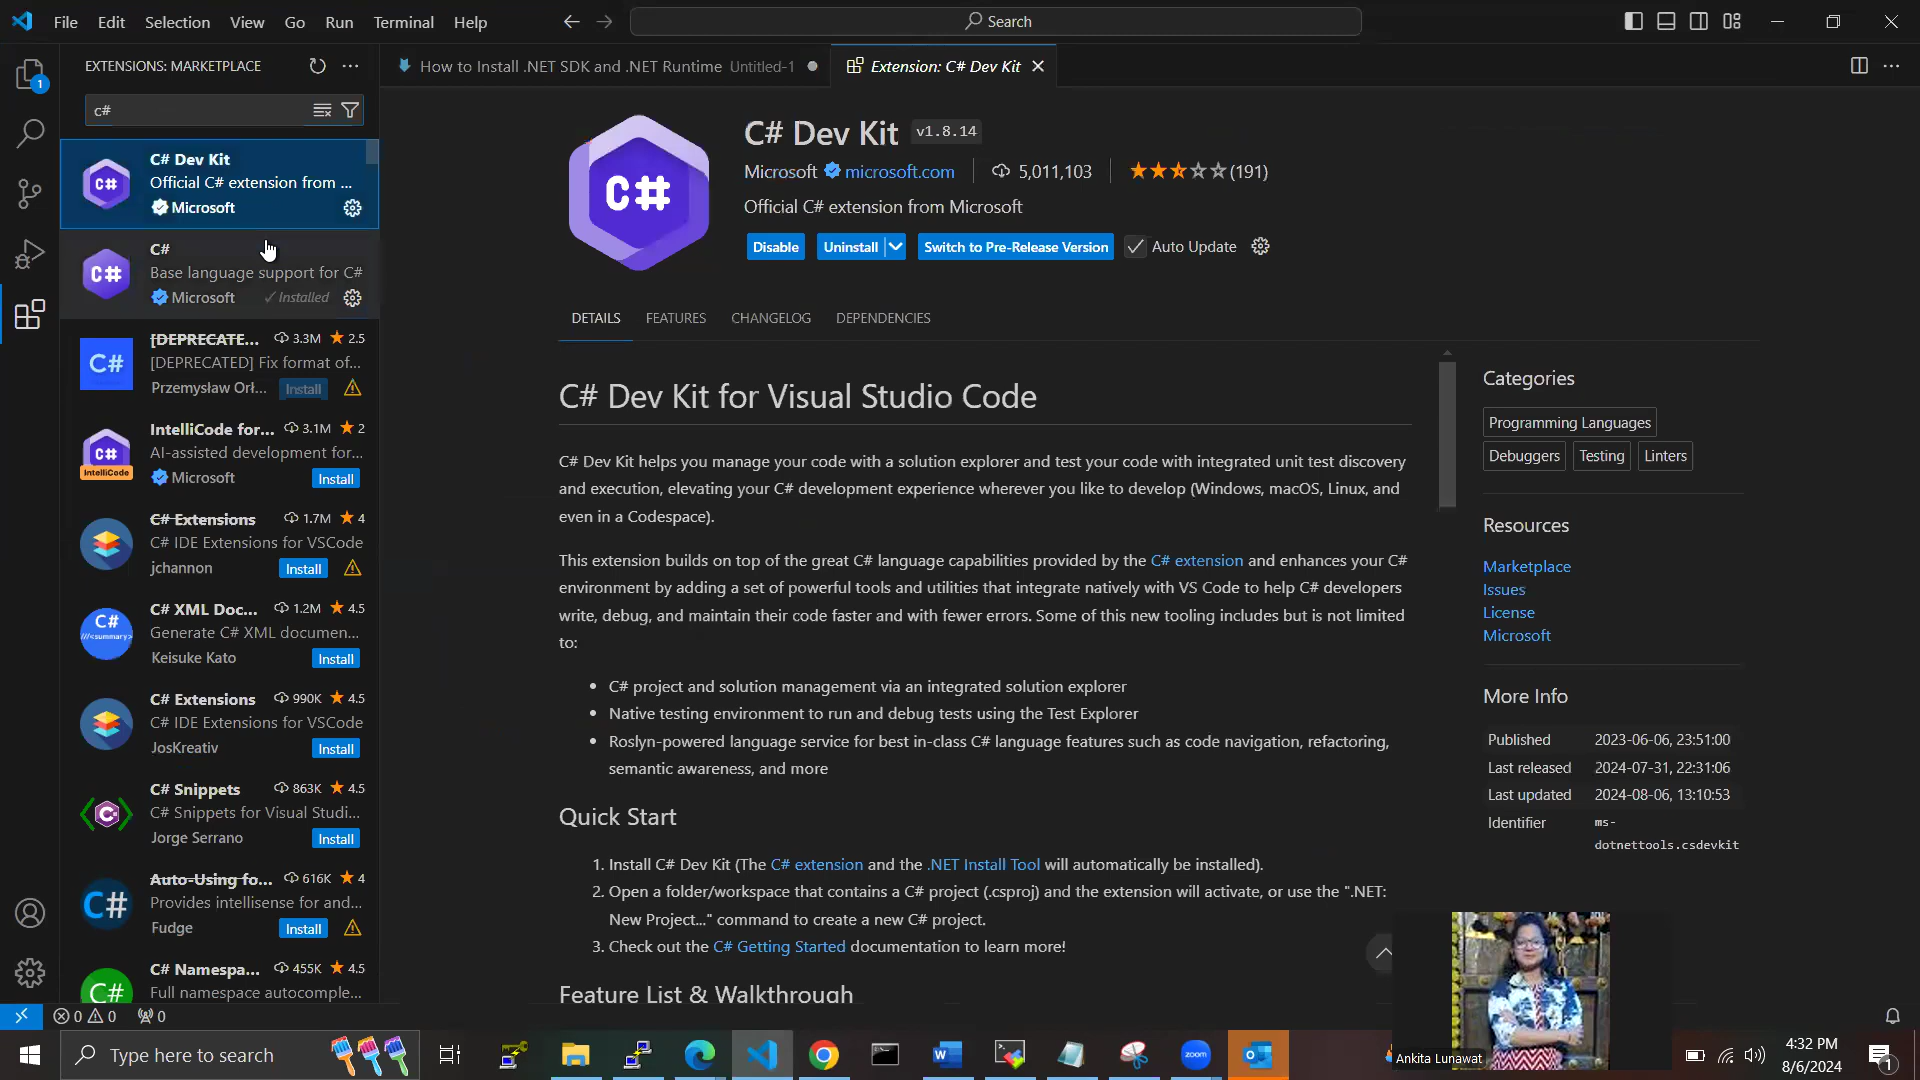 File Edit Selection View Go Run Terminal Help
Search
EXTENSIONS: MARKETPLACE
c#
C# Dev Kit
Official C# extension from ...
Microsoft
C#
Base language support for C#
Microsoft ✓Installed
[DEPRECATE... 3.3M ★ 2.5
[DEPRECATED] Fix format of...
Przemysław Orł... Install
IntelliCode for... 3.1M ★ 2
AI-assisted development for...
Microsoft Install
C# Extensions 1.7M ★ 4
C# IDE Extensions for VSCode
jchannon Install
C# XML Doc... 1.2M ★ 4.5
Generate C# XML documen...
Keisuke Kato Install
C# Extensions 990K ★ 4.5
C# IDE Extensions for VSCode
JosKreativ Install
C# Snippets 863K ★ 4.5
C# Snippets for Visual Studi...
Jorge Serrano Install
Auto-Using fo... 616K ★ 4
Provides intellisense for and...
Fudge Install
C# Namespa... 455K ★ 4.5
Full namespace autocomple...
How to Install .NET SDK and .NET Runtime Untitled-1
Extension: C# Dev Kit
C#
C# Dev Kit v1.8.14
Microsoft microsoft.com 5,011,103 (191)
Official C# extension from Microsoft
Disable Uninstall Switch to Pre-Release Version Auto Update
DETAILS FEATURES CHANGELOG DEPENDENCIES
C# Dev Kit for Visual Studio Code
C# Dev Kit helps you manage your code with a solution explorer and test your code with integrated unit test discovery
and execution, elevating your C# development experience wherever you like to develop (Windows, macOS, Linux, and
even in a Codespace).
This extension builds on top of the great C# language capabilities provided by the C# extension and enhances your C#
environment by adding a set of powerful tools and utilities that integrate natively with VS Code to help C# developers
write, debug, and maintain their code faster and with fewer errors. Some of this new tooling includes but is not limited
to:
• C# project and solution management via an integrated solution explorer
• Native testing environment to run and debug tests using the Test Explorer
• Roslyn-powered language service for best in-class C# language features such as code navigation, refactoring,
semantic awareness, and more
Quick Start
1. Install C# Dev Kit (The C# extension and the .NET Install Tool will automatically be installed).
2. Open a folder/workspace that contains a C# project (.csproj) and the extension will activate, or use the ".NET:
New Project..." command to create a new C# project.
3. Check out the C# Getting Started documentation to learn more!
Feature List & Walkthrough
Categories
Programming Languages
Debuggers Testing Linters
Resources
Marketplace
Issues
License
Microsoft
More Info
Published 2023-06-06, 23:51:00
Last released 2024-07-31, 22:31:06
Last updated 2024-08-06, 13:10:53
Identifier ms-
dotnettools.csdevkit
0 0 0
Ankita Lunawat
Type here to search
zoom
4:32 PM
8/6/2024
1